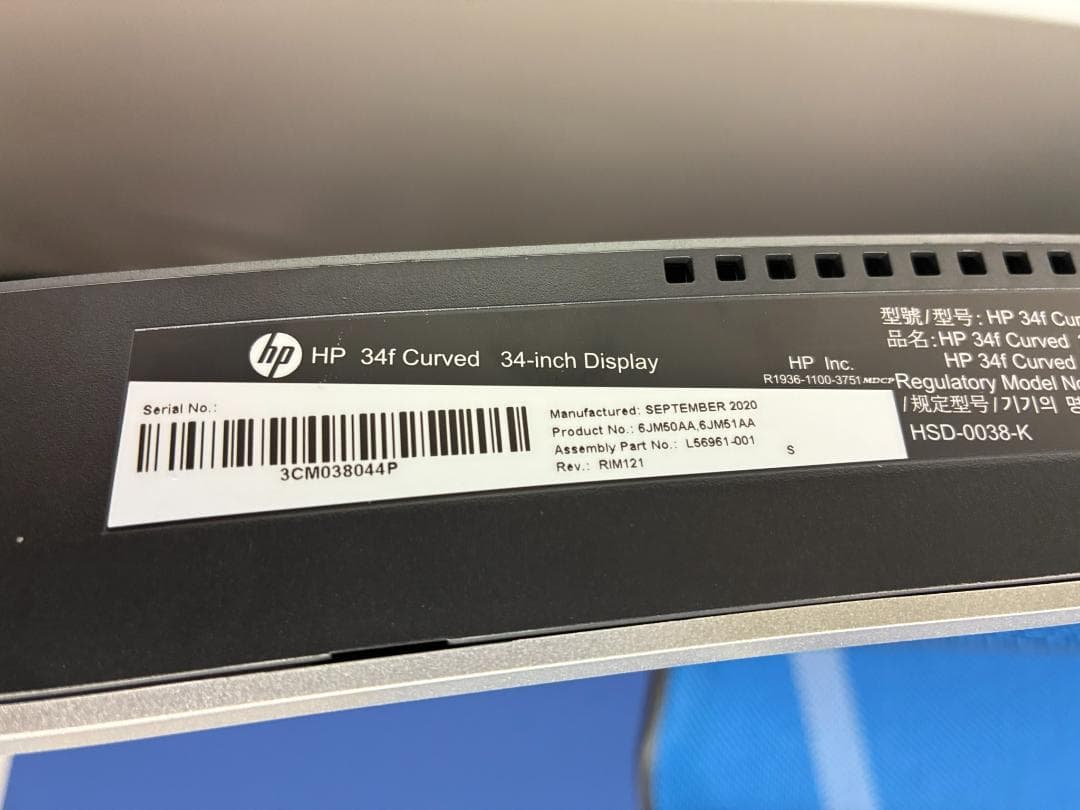 hp HP 34f Curved 34-inch Display
Serial No.:
3CM038044P
Manufactured: SEPTEMBER 2020
Product No.: 6JM50AA,6JM51AA
Assembly Part No.: L56961-001
Rev.: RIM121
S
HP Inc.
R1936-1100-3751 MDCP
型號/型号: HP 34f
品名: HP 34f Curved
HP 34f Curved
Regulatory Model
/规定型号/기기의
HSD-0038-K